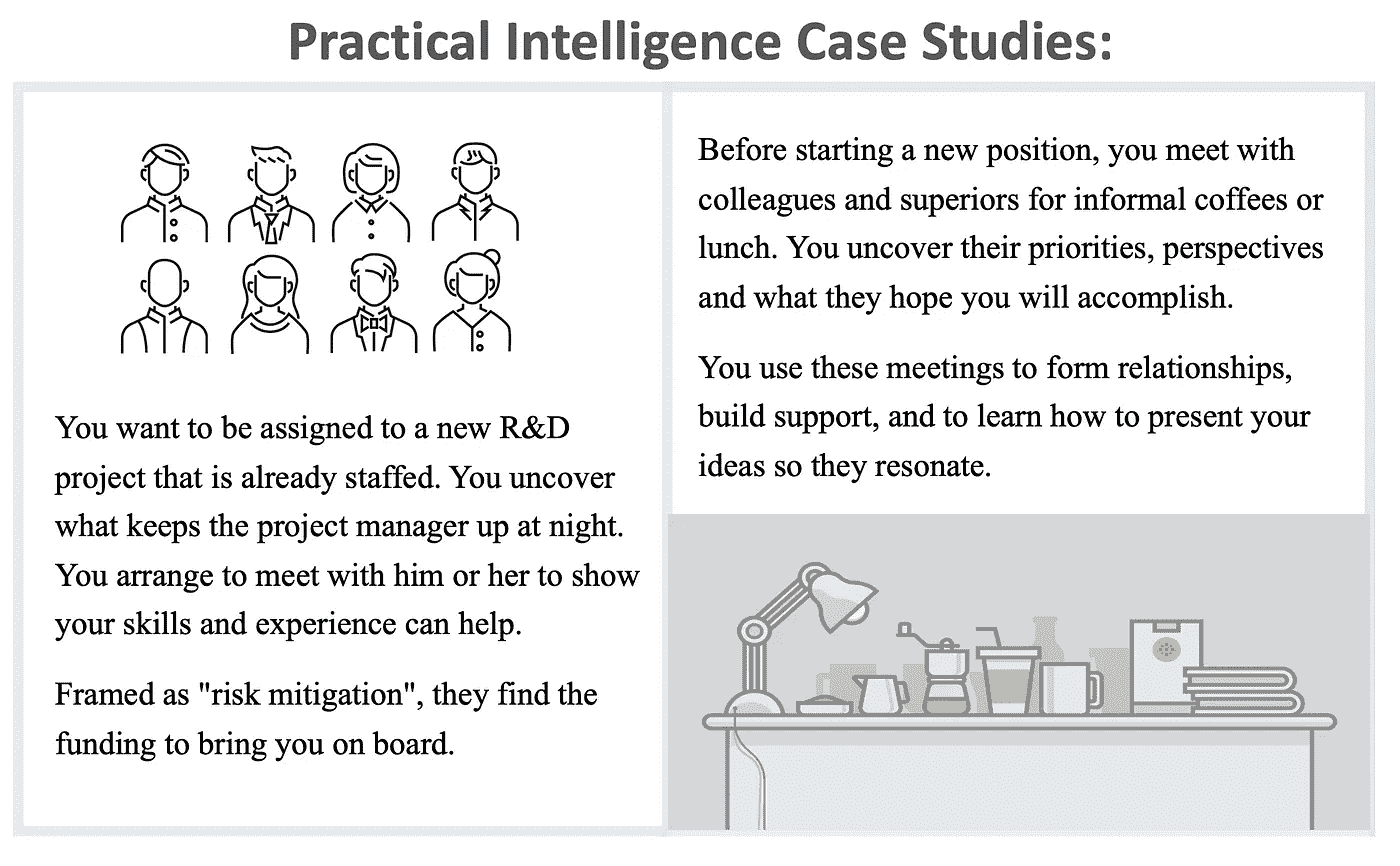 Practical Intelligence Case Studies:
You want to be assigned to a new R&D
project that is already staffed. You uncover
what keeps the project manager up at night.
You arrange to meet with him or her to show
your skills and experience can help.
Framed as "risk mitigation", they find the
funding to bring you on board.
Before starting a new position, you meet with
colleagues and superiors for informal coffees or
lunch. You uncover their priorities, perspectives
and what they hope you will accomplish.
You use these meetings to form relationships,
build support, and to learn how to present your
ideas so they resonate.